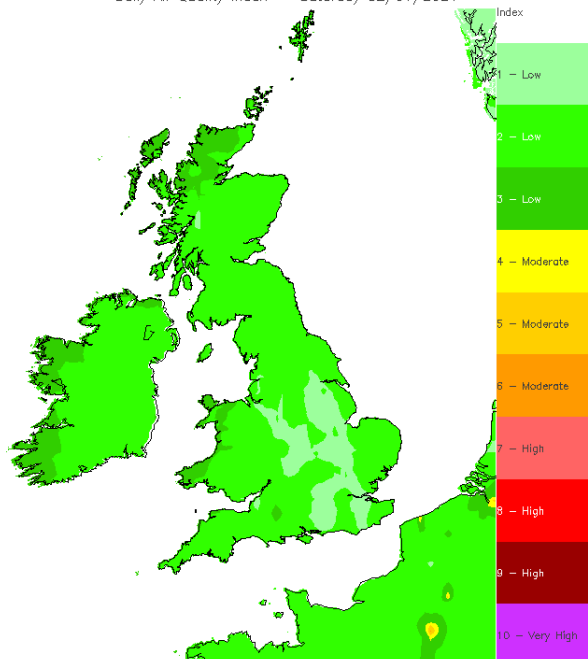 Index
1 – Low
2 – Low
3 – Low
4 – Moderate
5 – Moderate
6 – Moderate
7 – High
8 – High
9 – High
10 – Very High